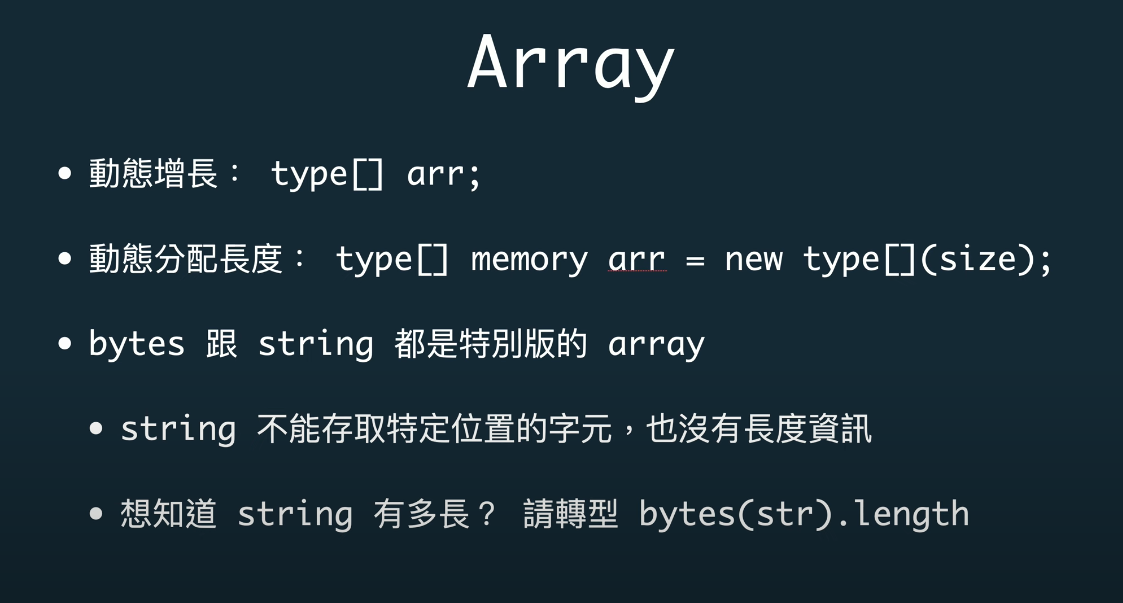 Array
• 動態增長： type[] arr;
• 動態分配長度： type[] memory arr = new type[](size);
• bytes 跟 string 都是特別版的 array
• string 不能存取特定位置的字元，也沒有長度資訊
• 想知道 string 有多長？ 請轉型 bytes(str).length